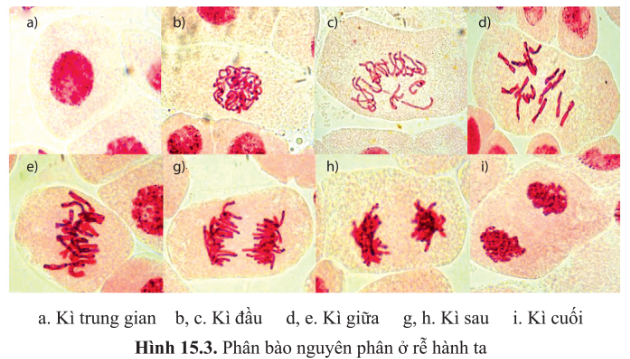 a) b) c) d)
e) g) h) i)
a. Kì trung gian b, c. Kì đầu d, e. Kì giữa g, h. Kì sau i. Kì cuối
Hình 15.3. Phân bào nguyên phân ở rễ hành ta